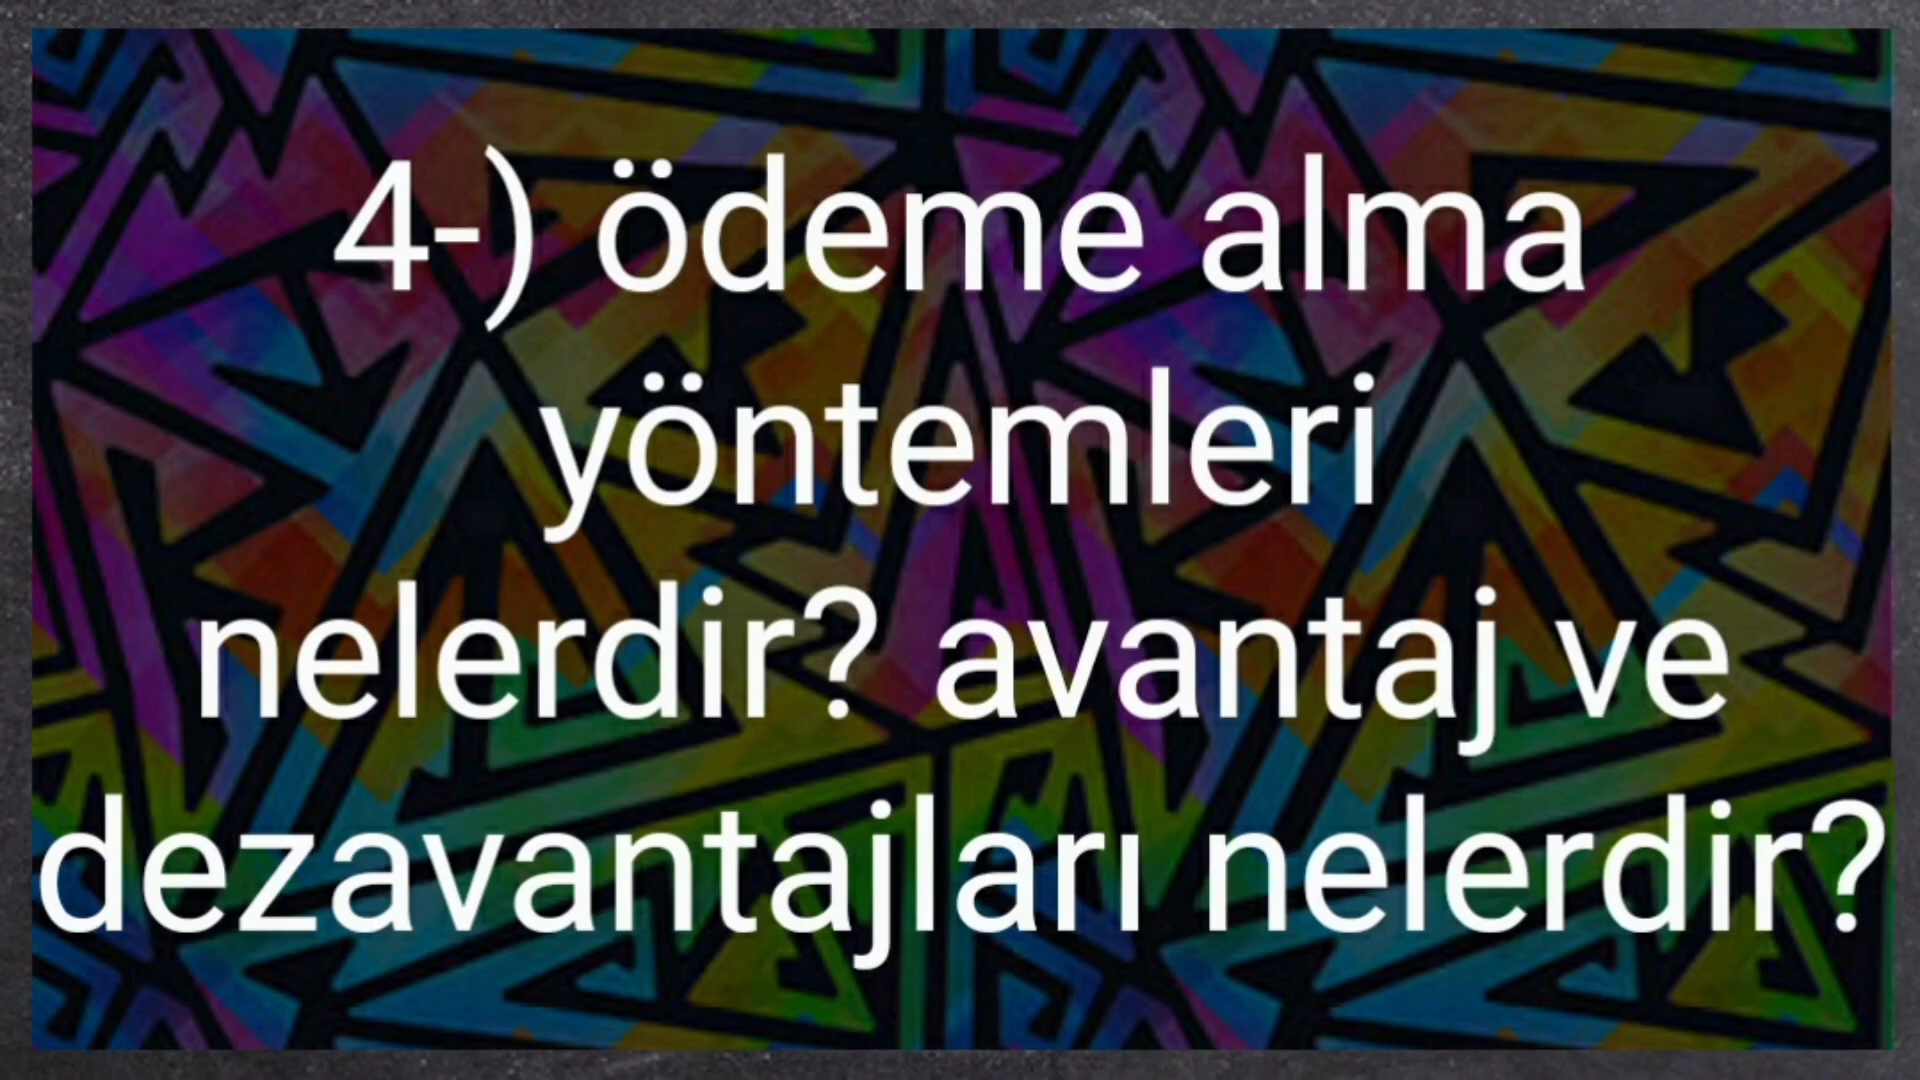 4-) ödeme alma
yöntemleri
nelerdir? avantaj ve
dezavantajları nelerdir?